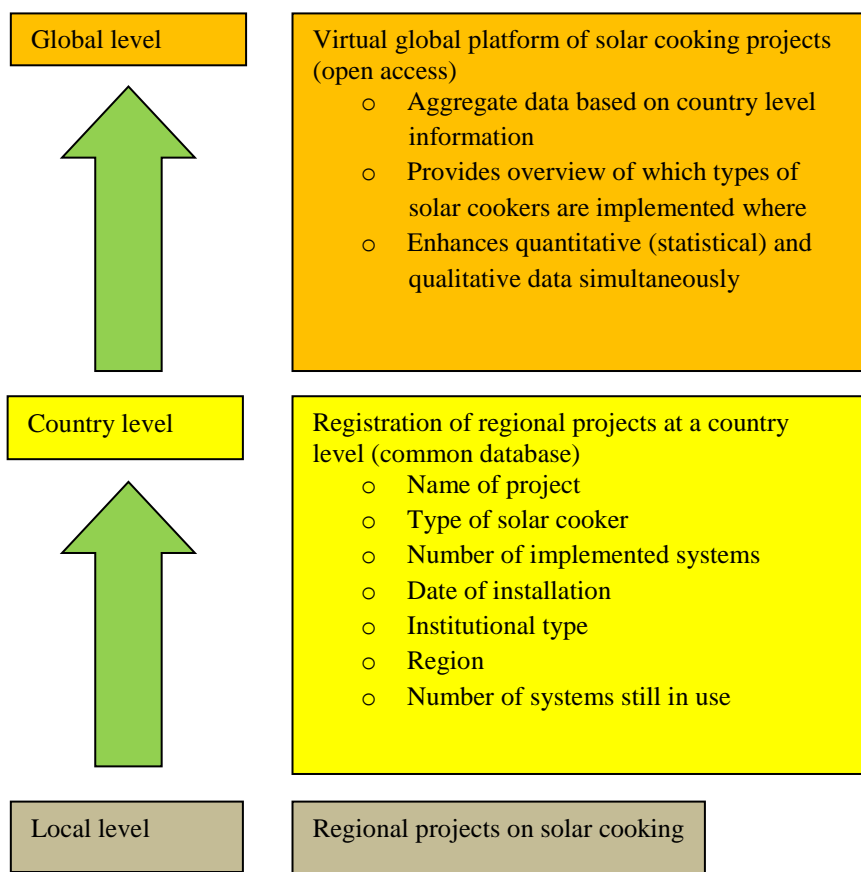 Global level
Virtual global platform of solar cooking projects
(open access)
o Aggregate data based on country level
information
o Provides overview of which types of
solar cookers are implemented where
o Enhances quantitative (statistical) and
qualitative data simultaneously
Country level
Registration of regional projects at a country
level (common database)
o Name of project
o Type of solar cooker
o Number of implemented systems
o Date of installation
o Institutional type
o Region
o Number of systems still in use
Local level
Regional projects on solar cooking